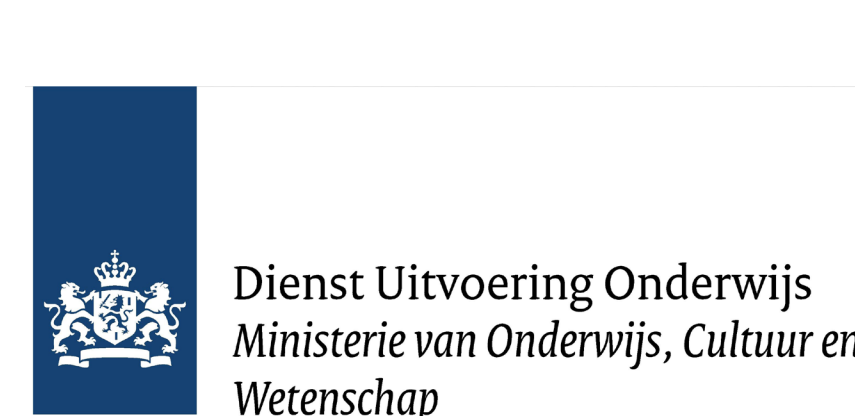 Dienst Uitvoering Onderwijs
Ministerie van Onderwijs, Cultuur en
Wetenschap